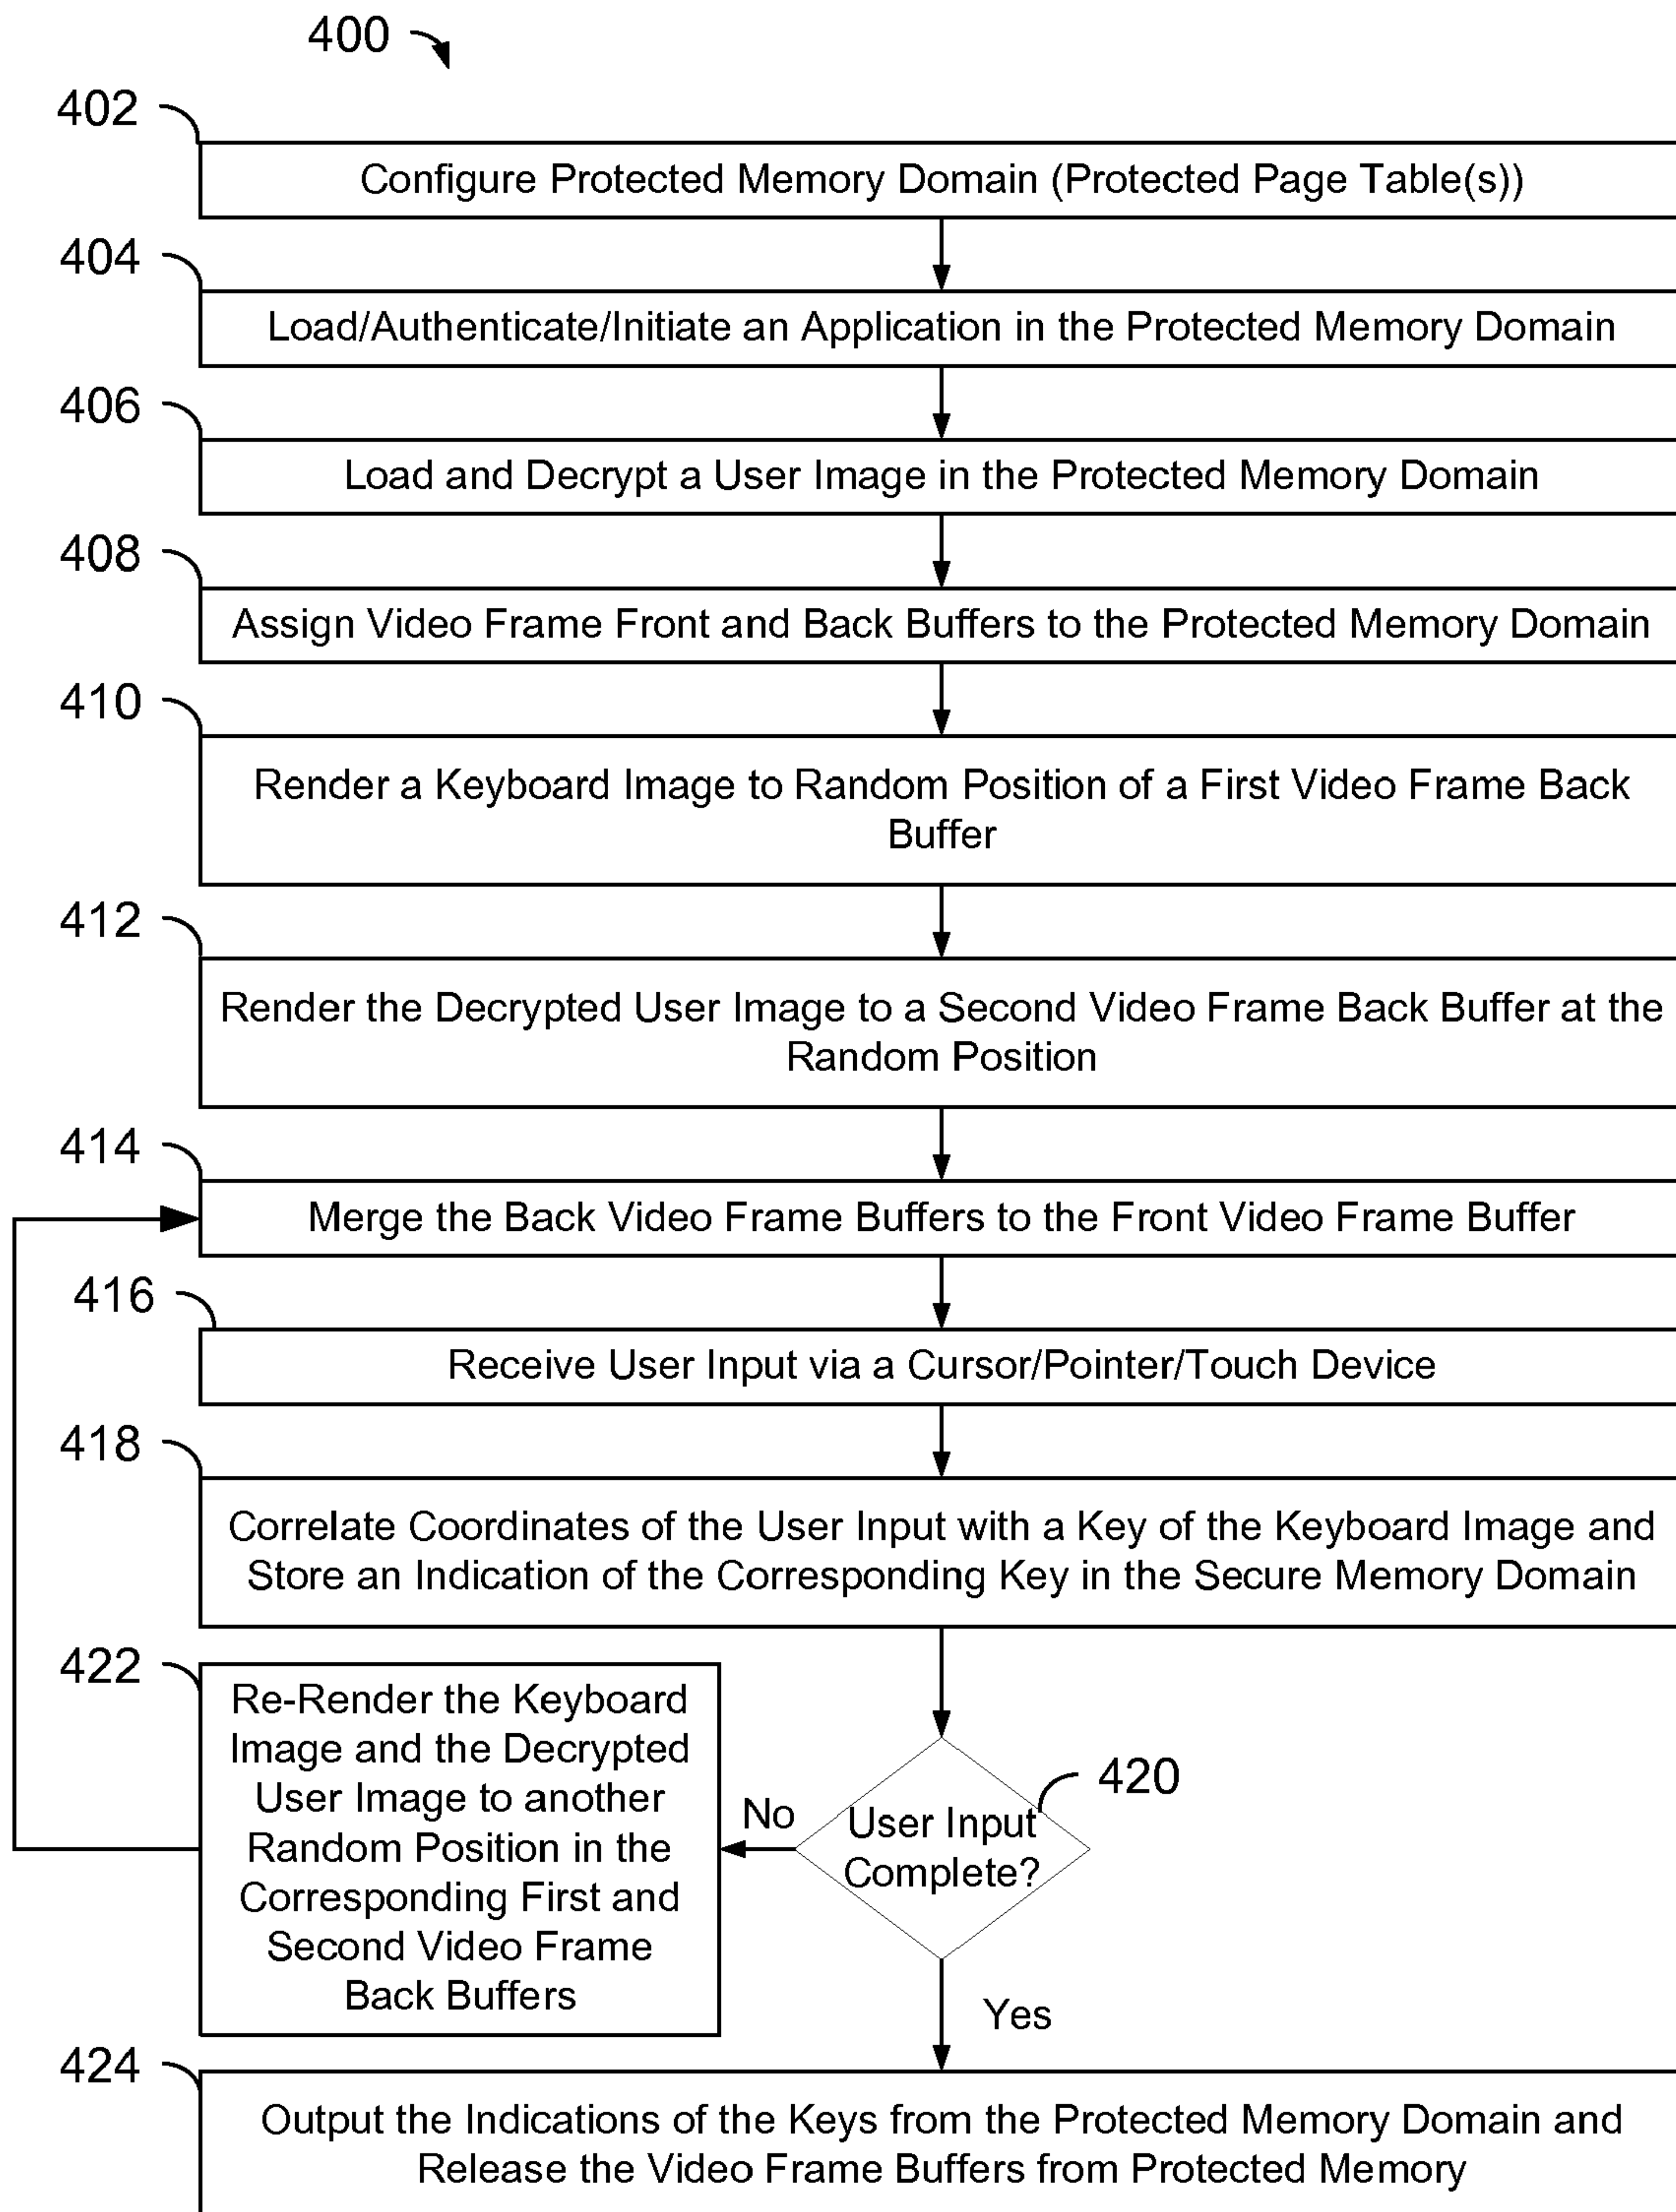 400
402
Configure Protected Memory Domain (Protected Page Table(s))
404
Load/Authenticate/Initiate an Application in the Protected Memory Domain
406
Load and Decrypt a User Image in the Protected Memory Domain
408
Assign Video Frame Front and Back Buffers to the Protected Memory Domain
410
Render a Keyboard Image to Random Position of a First Video Frame Back
Buffer
412
Render the Decrypted User Image to a Second Video Frame Back Buffer at the
Random Position
414
Merge the Back Video Frame Buffers to the Front Video Frame Buffer
416
Receive User Input via a Cursor/Pointer/Touch Device
418
Correlate Coordinates of the User Input with a Key of the Keyboard Image and
Store an Indication of the Corresponding Key in the Secure Memory Domain
420
User Input
Complete?
No
422
Re-Render the Keyboard
Image and the Decrypted
User Image to another
Random Position in the
Corresponding First and
Second Video Frame
Back Buffers
Yes
424
Output the Indications of the Keys from the Protected Memory Domain and
Release the Video Frame Buffers from Protected Memory